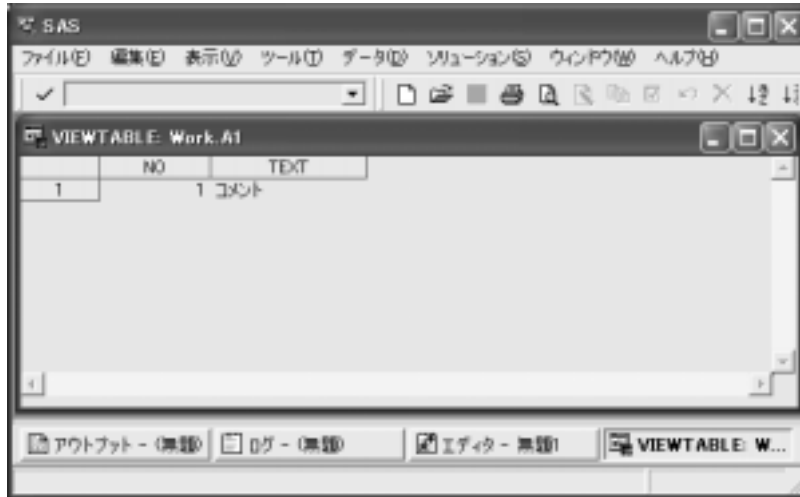 SAS
ファイル(E) 編集(E) 表示(V) ツール(T) データ(D) ソリューション(S) ウィンドウ(W) ヘルプ(H)
VIEWTABLE: Work.A1
NO TEXT
1 1 コメント
アウトプット - (無題) ログ - (無題) エディタ - 無題1 VIEWTABLE: W...